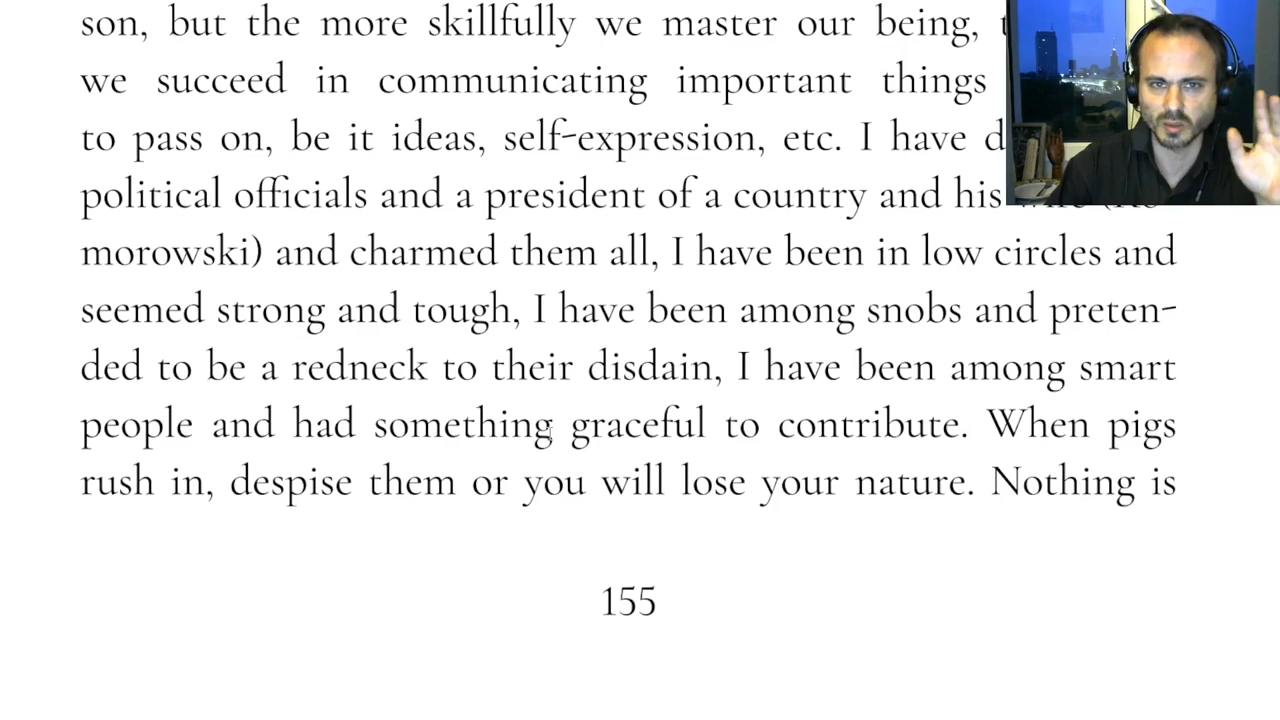 son, but the more skillfully we master our being,
we succeed in communicating important things
to pass on, be it ideas, self-expression, etc. I have
political officials and a president of a country and his
morowski) and charmed them all, I have been in low circles and
seemed strong and tough, I have been among snobs and preten-
ded to be a redneck to their disdain, I have been among smart
people and had something graceful to contribute. When pigs
rush in, despise them or you will lose your nature. Nothing is
155